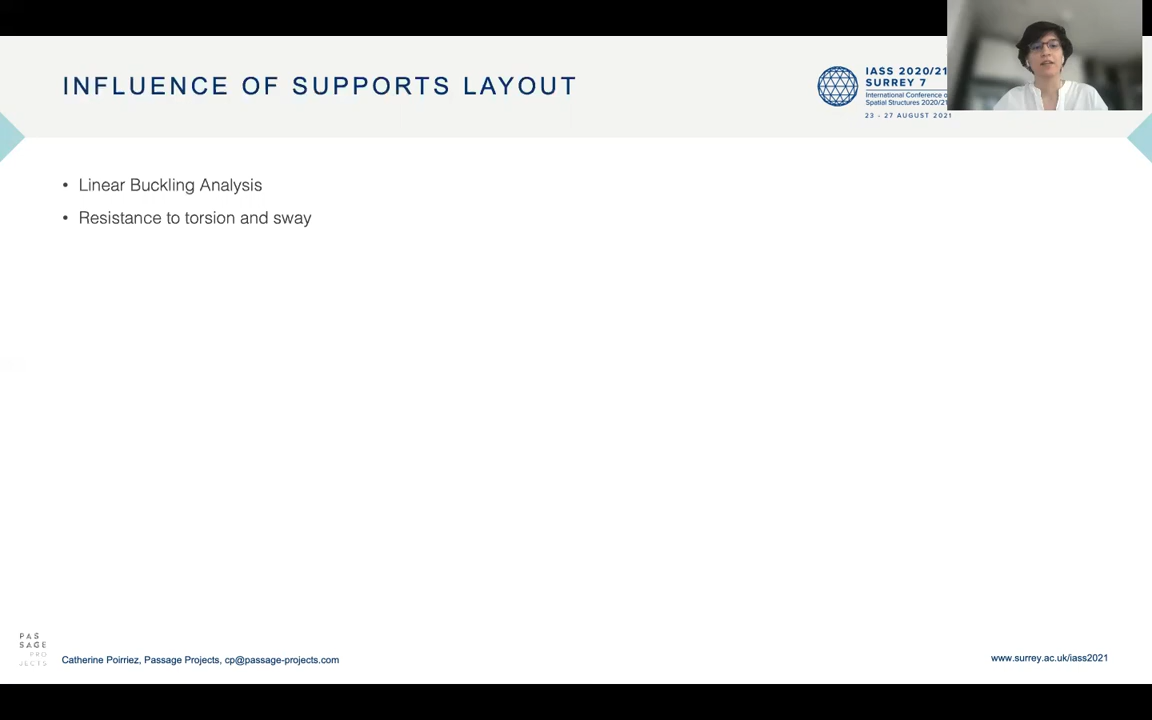 INFLUENCE OF SUPPORTS LAYOUT
IASS 2020/21
SURREY 7
International Conference
Spatial Structures 2020/21
23 - 27 AUGUST 2021
• Linear Buckling Analysis
• Resistance to torsion and sway
PAS
SAGE
PRO
JECTS
Catherine Poirriez, Passage Projects, cp@passage-projects.com
www.surrey.ac.uk/iass2021